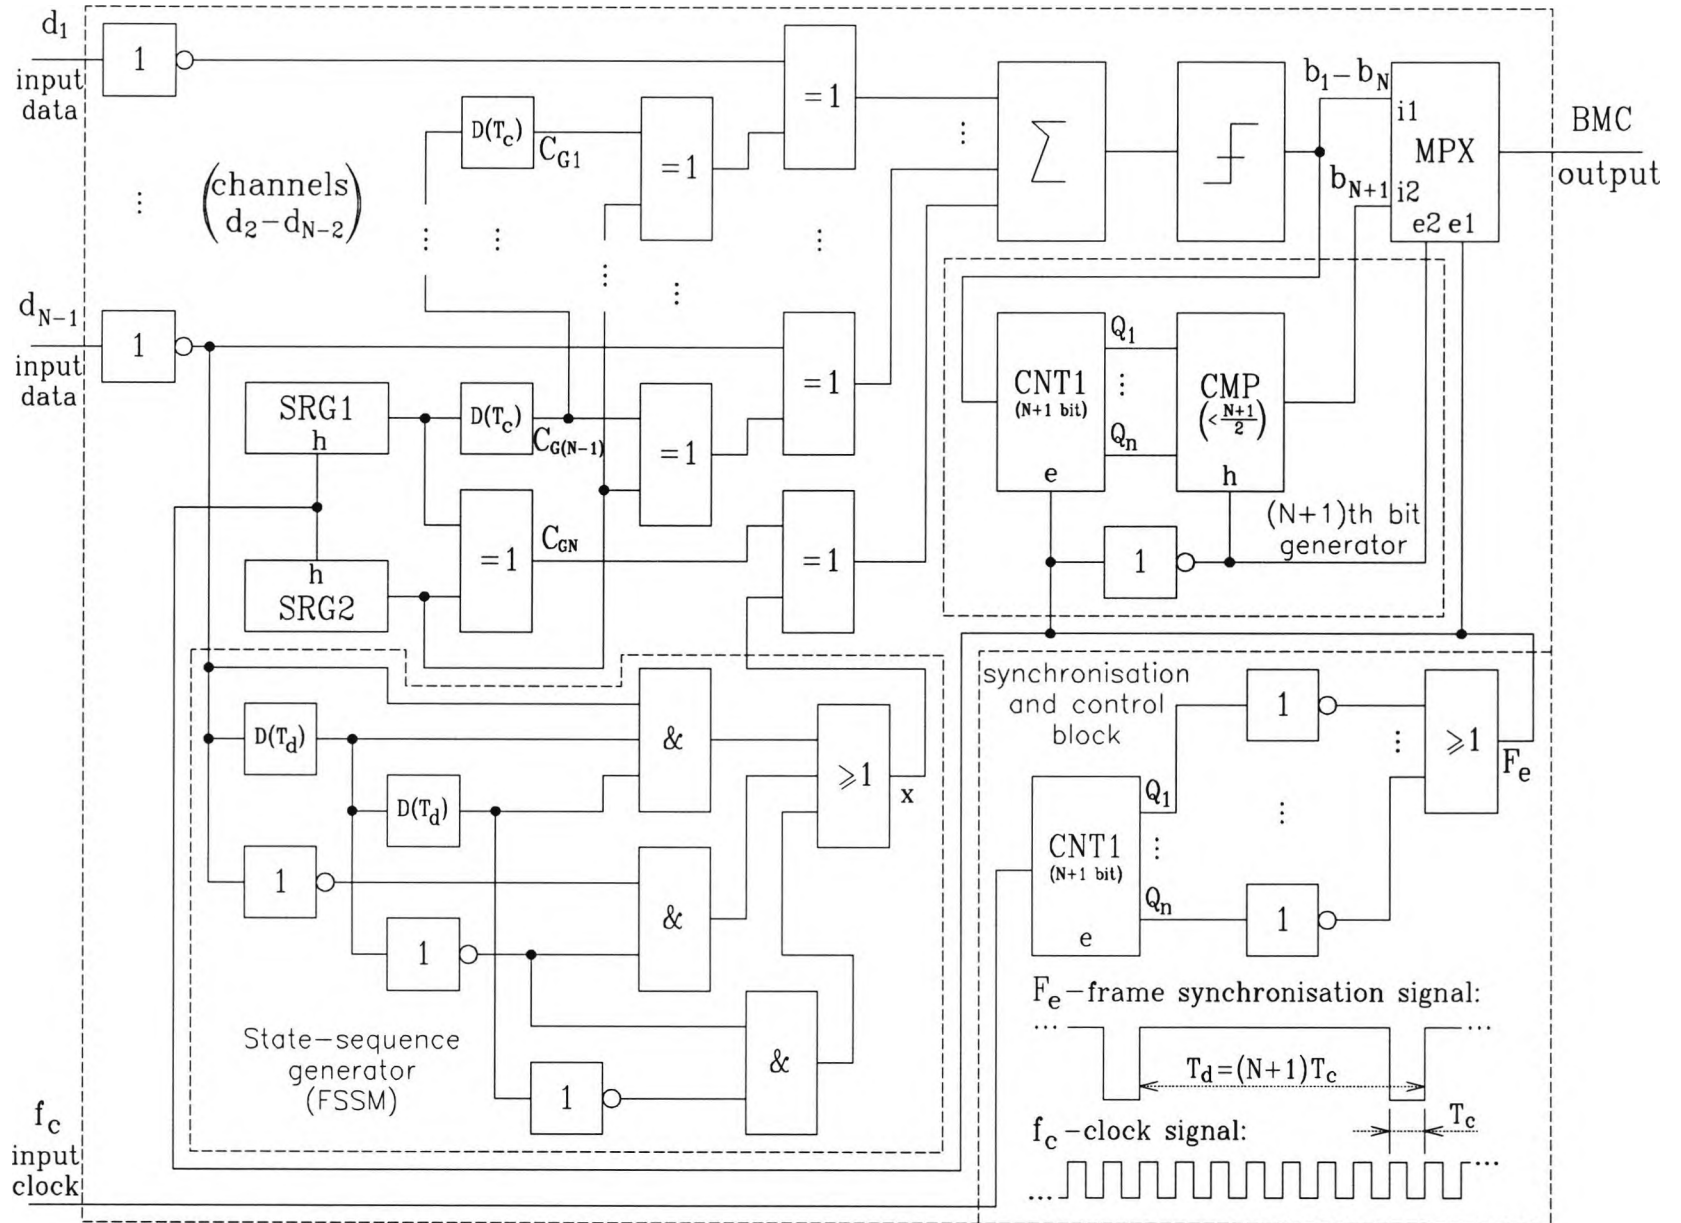 d1
input
data
1
=1
D(Tc)
CG1
=1
⋮
(channels
d2−dN−2)
⋮
Σ
b1−bN
i1
MPX
bN+1
i2
e2 e1
BMC
output
dN−1
input
data
1
=1
SRG1
h
D(Tc)
CG(N−1)
=1
=1
CGN
=1
h
SRG2
CNT1
(N+1 bit)
e
Q1
⋮
Qn
CMP
(<N+1/2)
h
1
(N+1)th bit
generator
D(Td)
D(Td)
&
≥1
x
1
&
1
&
1
State−sequence
generator
(FSSM)
synchronisation
and control
block
CNT1
(N+1 bit)
e
Q1
⋮
Qn
1
⋮
1
≥1
Fe
Fe−frame synchronisation signal:
... ...
Td=(N+1)Tc
fc−clock signal:
Tc
... ...
fc
input
clock